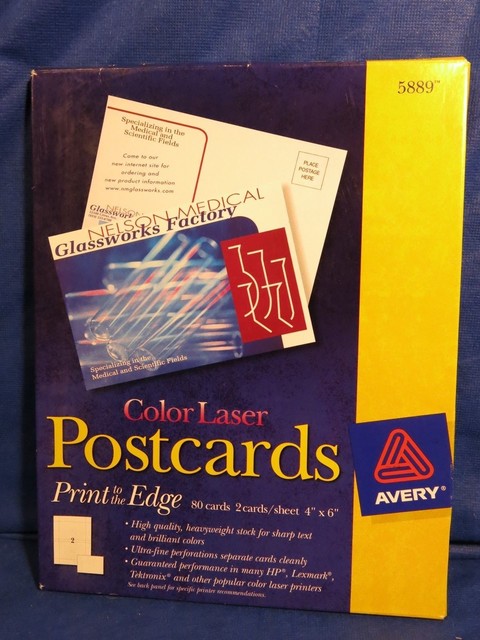 5889™
Specializing in the
Medical and
Scientific Fields
PLACE
POSTAGE
HERE
Come to our
new internet site for
ordering and
new product information
NELSON
Glasswork
NELSON MEDICAL
Glassworks Factory
Specializing in the
Medical and Scientific Fields
Color Laser
Postcards
Print to the Edge
80 cards 2 cards/sheet 4" x 6"
AVERY®
2
• High quality, heavyweight stock for sharp text
and brilliant colors
• Ultra-fine perforations separate cards cleanly
• Guaranteed performance in many HP®, Lexmark®,
Tektronix® and other popular color laser printers
See back panel for specific printer recommendations.